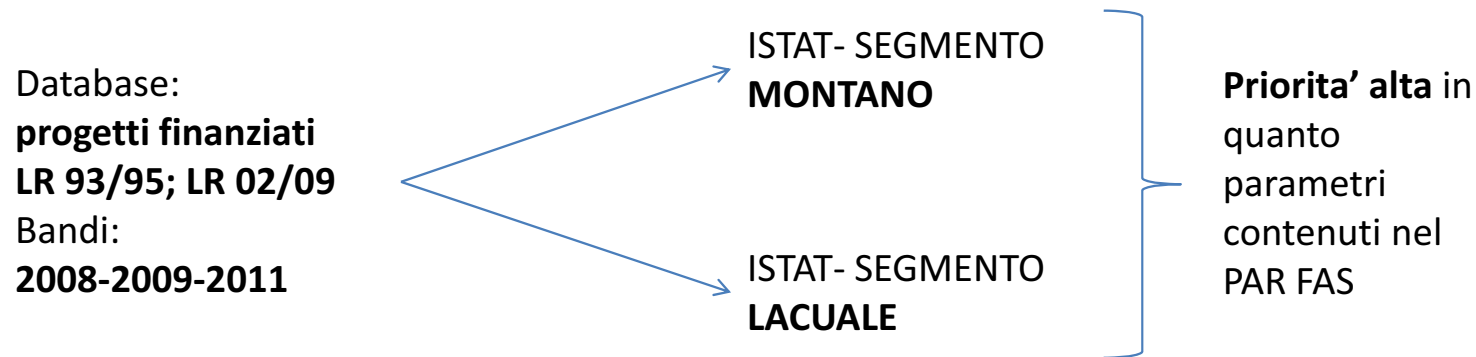 Database:
progetti finanziati
LR 93/95; LR 02/09
Bandi:
2008-2009-2011
ISTAT- SEGMENTO
MONTANO
ISTAT- SEGMENTO
LACUALE
Priorita’ alta in
quanto
parametri
contenuti nel
PAR FAS